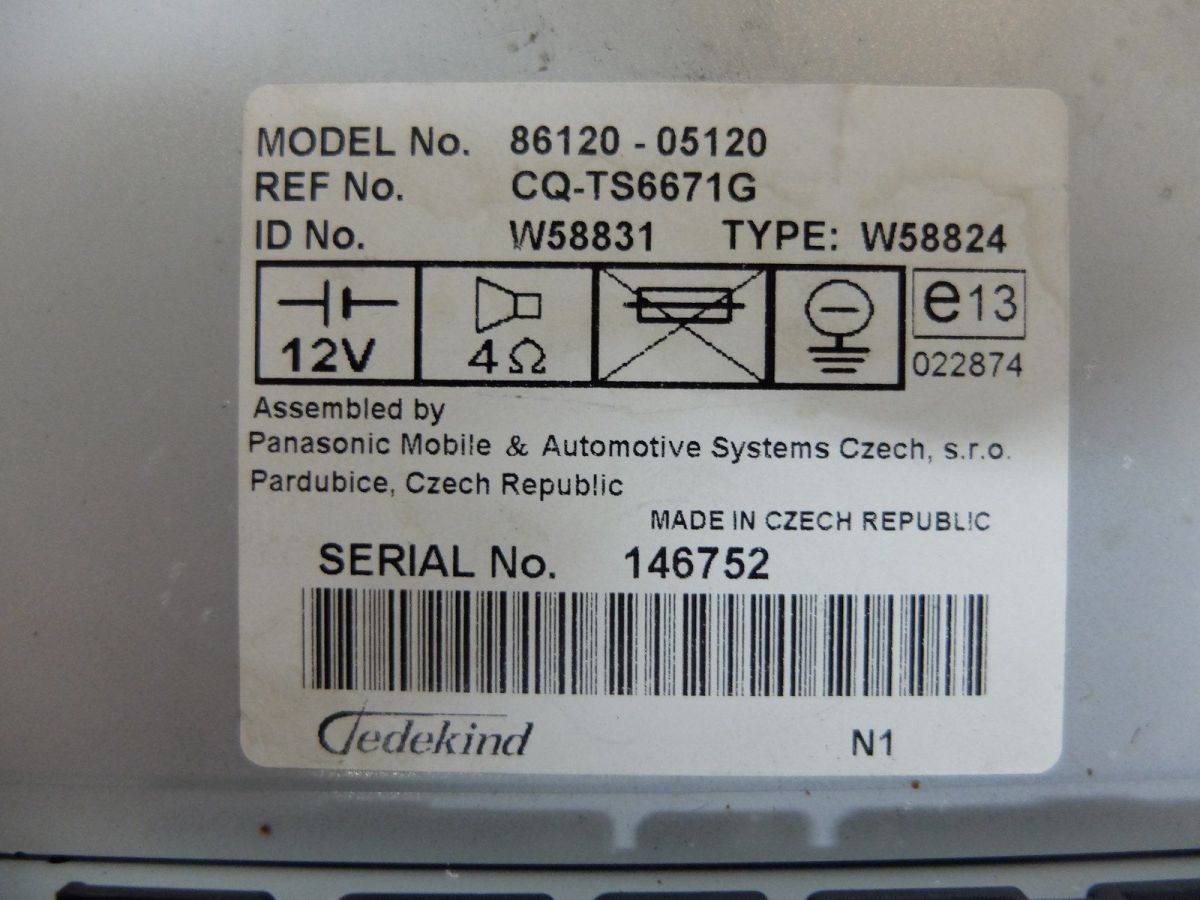 MODEL No. 86120 - 05120
REF No. CQ-TS6671G
ID No. W58831 TYPE: W58824
12V 4 Ω e13
022874
Assembled by
Panasonic Mobile & Automotive Systems Czech, s.r.o.
Pardubice, Czech Republic
MADE IN CZECH REPUBLIC
SERIAL No. 146752
Tedekind N1